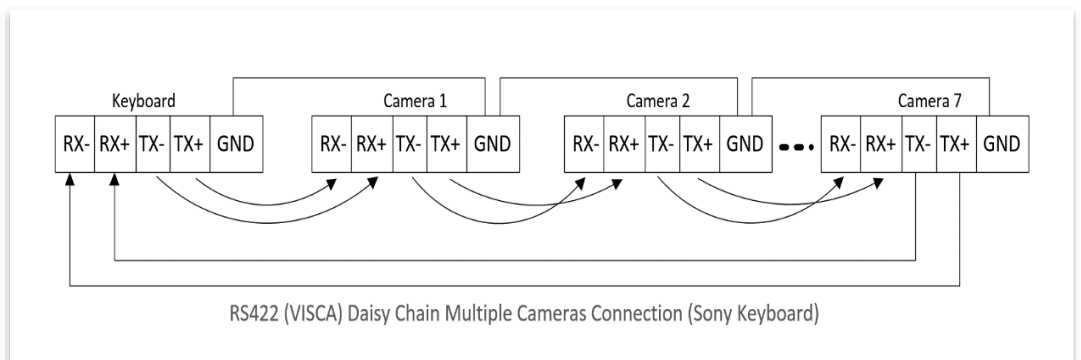 Keyboard Camera 1 Camera 2 Camera 7
RX- RX+ TX- TX+ GND RX- RX+ TX- TX+ GND RX- RX+ TX- TX+ GND RX- RX+ TX- TX+ GND
RS422 (VISCA) Daisy Chain Multiple Cameras Connection (Sony Keyboard)